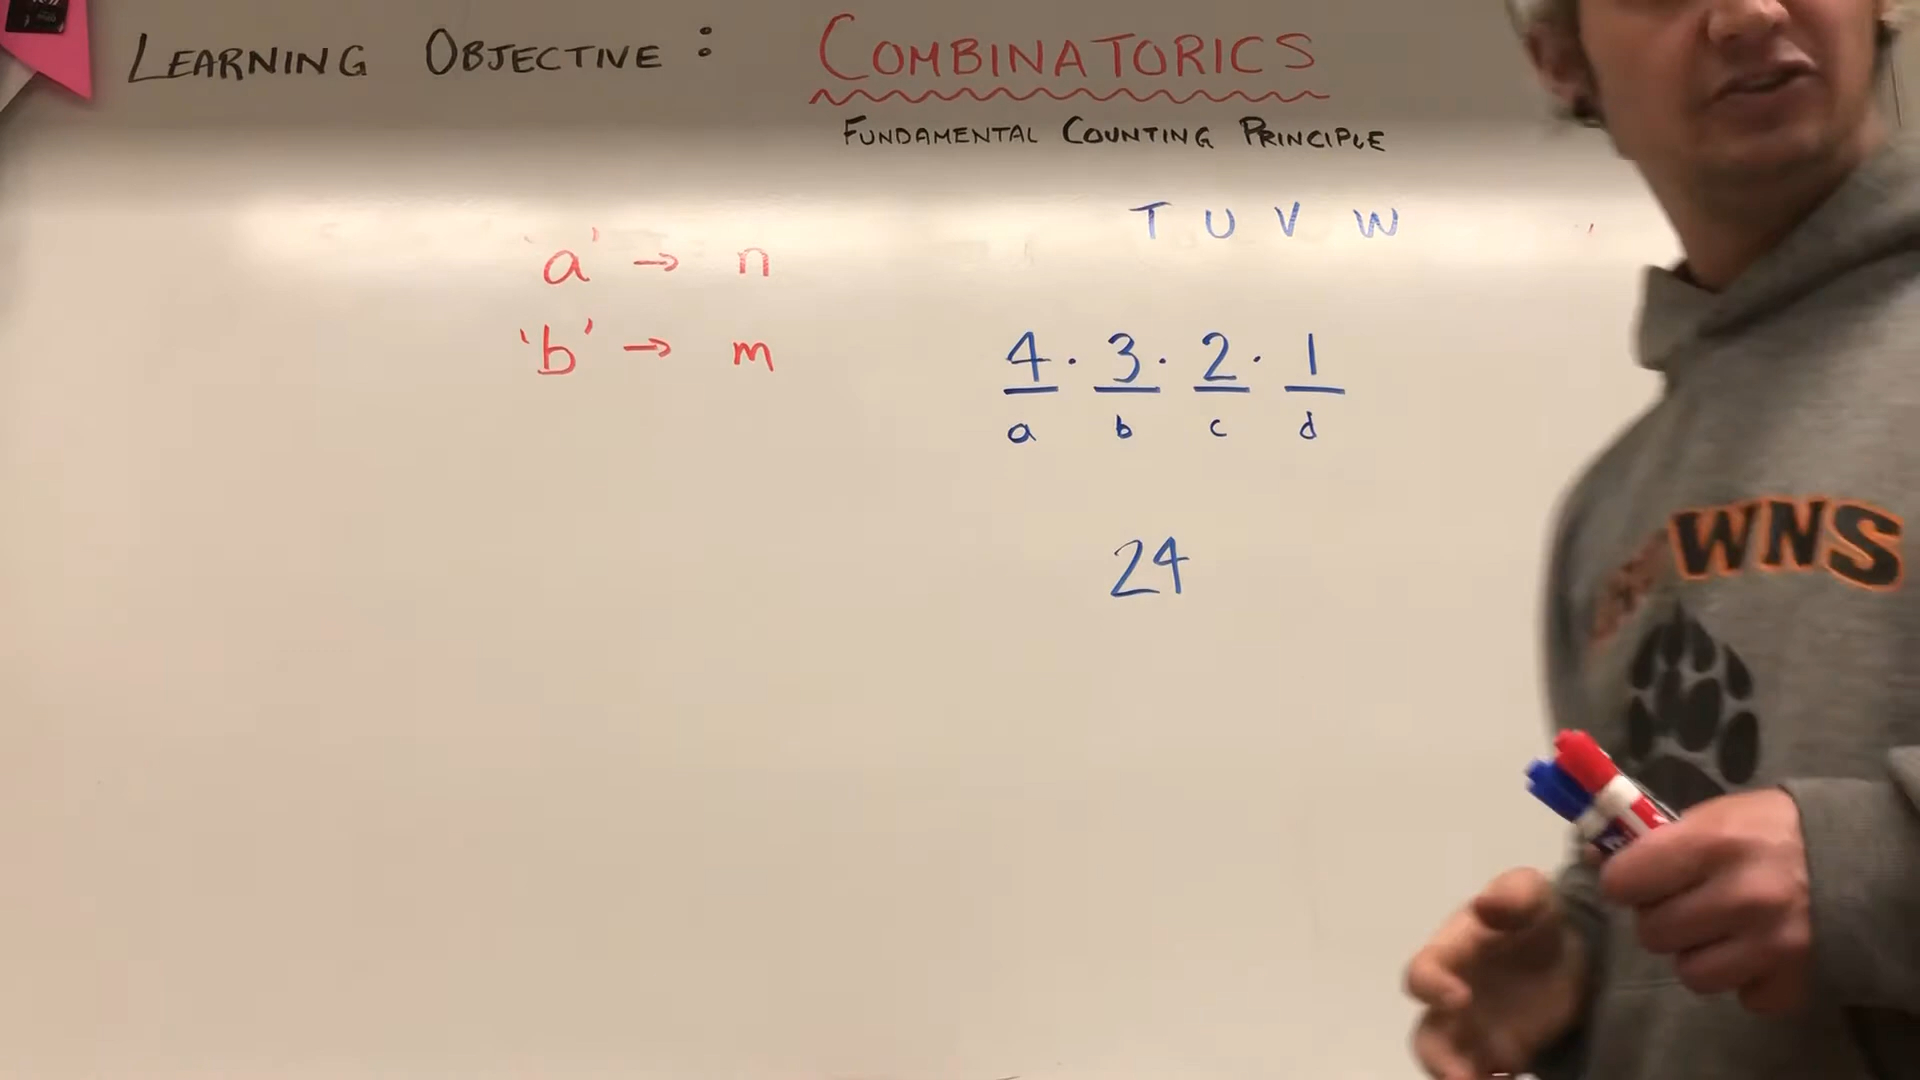 LEARNING OBJECTIVE : COMBINATORICS
FUNDAMENTAL COUNTING PRINCIPLE
T U V W
'a' → n
'b' → m
4 · 3 · 2 · 1
a b c d
24
WNS